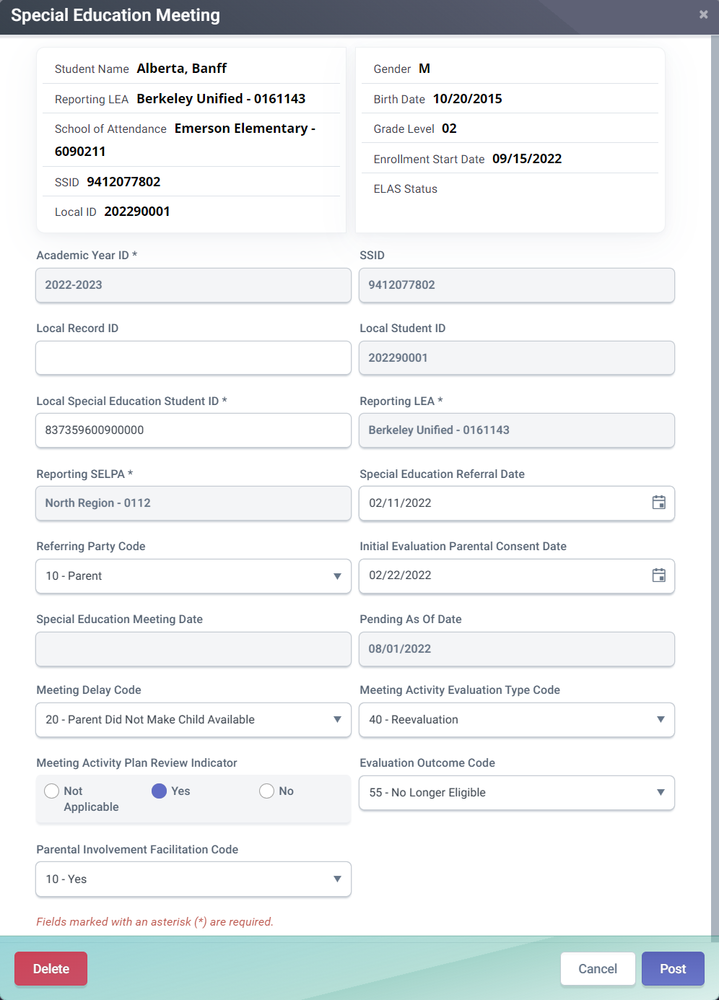 Special Education Meeting
Student Name Alberta, Banff
Reporting LEA Berkeley Unified - 0161143
School of Attendance Emerson Elementary -
6090211
SSID 9412077802
Local ID 202290001
Gender M
Birth Date 10/20/2015
Grade Level 02
Enrollment Start Date 09/15/2022
ELAS Status
Academic Year ID *
2022-2023
SSID
9412077802
Local Record ID
Local Student ID
202290001
Local Special Education Student ID *
837359600900000
Reporting LEA *
Berkeley Unified - 0161143
Reporting SELPA *
North Region - 0112
Special Education Referral Date
02/11/2022
Referring Party Code
10 - Parent
Initial Evaluation Parental Consent Date
02/22/2022
Special Education Meeting Date
Pending As Of Date
08/01/2022
Meeting Delay Code
20 - Parent Did Not Make Child Available
Meeting Activity Evaluation Type Code
40 - Reevaluation
Meeting Activity Plan Review Indicator
Not
Applicable
Yes
No
Evaluation Outcome Code
55 - No Longer Eligible
Parental Involvement Facilitation Code
10 - Yes
Fields marked with an asterisk (*) are required.
Delete
Cancel
Post